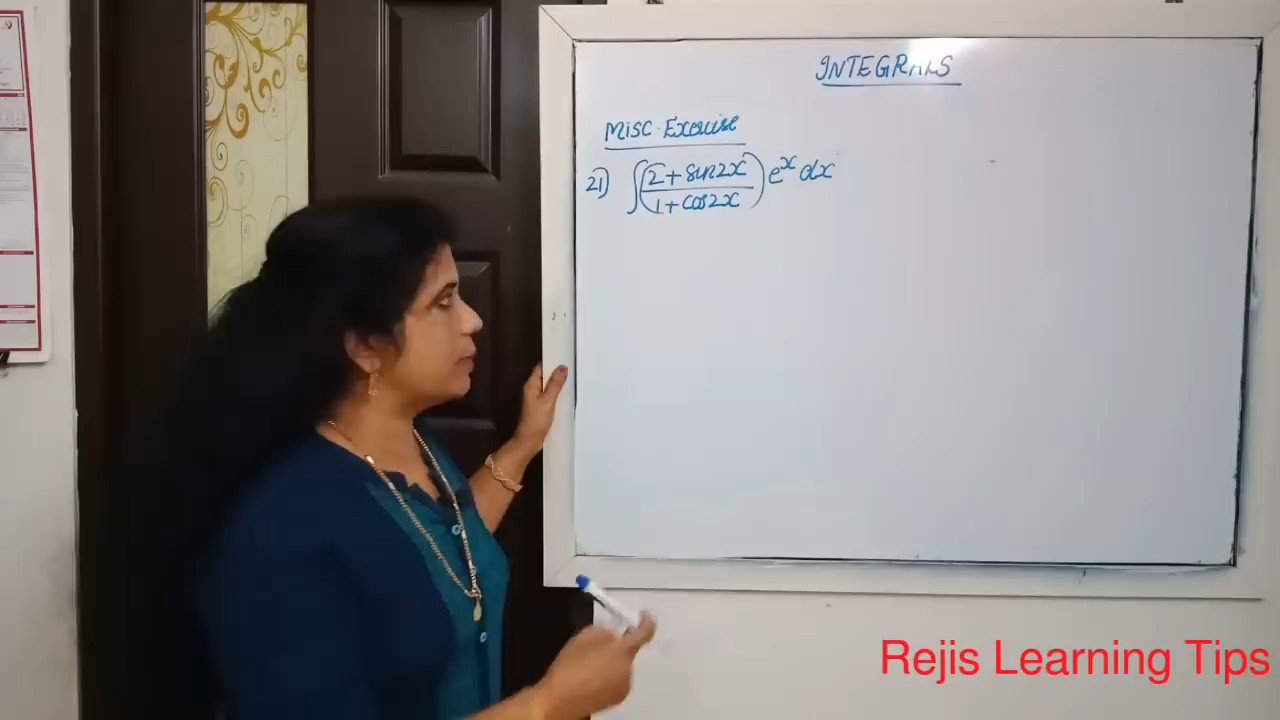 INTEGRALS
Misc. Exercise
21) ∫((2 + sin2x)/(1 + cos2x)) e^x dx
Rejis Learning Tips